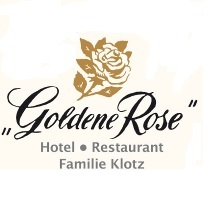 „Goldene Rose"
Hotel ● Restaurant
Familie Klotz